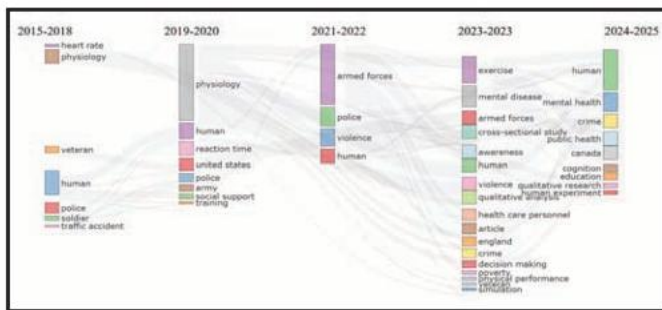 2015-2018
heart rate
physiology
veteran
human
police
soldier
traffic accident
2019-2020
physiology
human
reaction time
united states
police
army
social support
training
2021-2022
armed forces
police
violence
human
2023-2023
exercise
mental disease
armed forces
cross-sectional study
awareness
human
violence
qualitative analysis
health care personnel
article
england
crime
decision making
poverty
physical performance
veteran
simulation
2024-2025
human
mental health
crime
public health
canada
cognition
education
qualitative research
human experiment